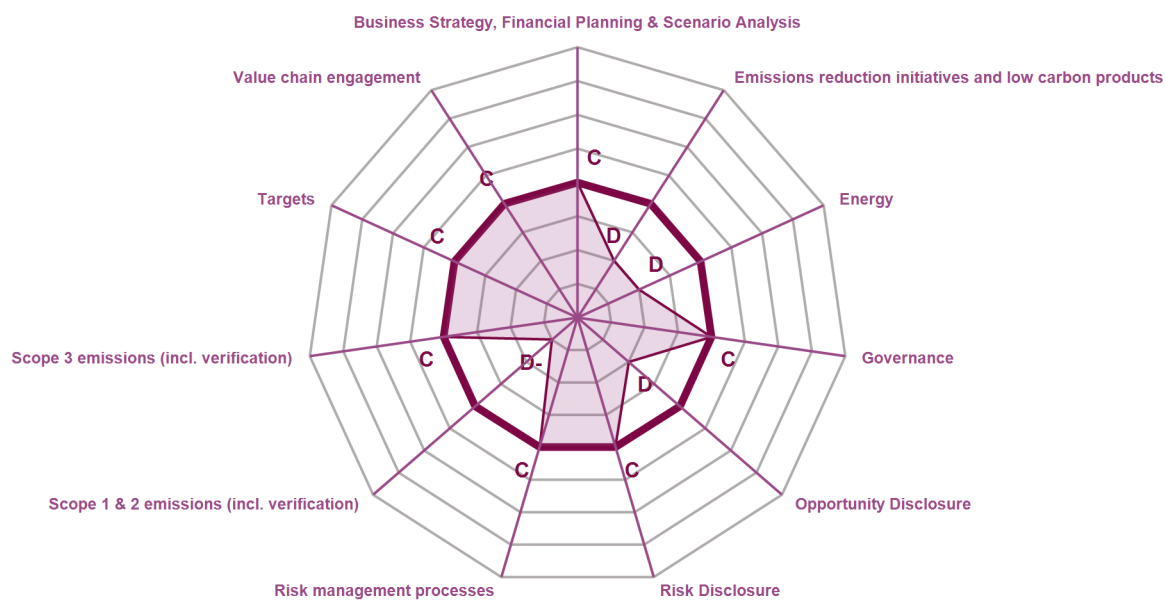 Business Strategy, Financial Planning & Scenario Analysis
Value chain engagement
Emissions reduction initiatives and low carbon products
C
C
Targets
Energy
C
D
D
Scope 3 emissions (incl. verification)
C
D-
C
Governance
D
C
C
Scope 1 & 2 emissions (incl. verification)
Opportunity Disclosure
Risk management processes
Risk Disclosure